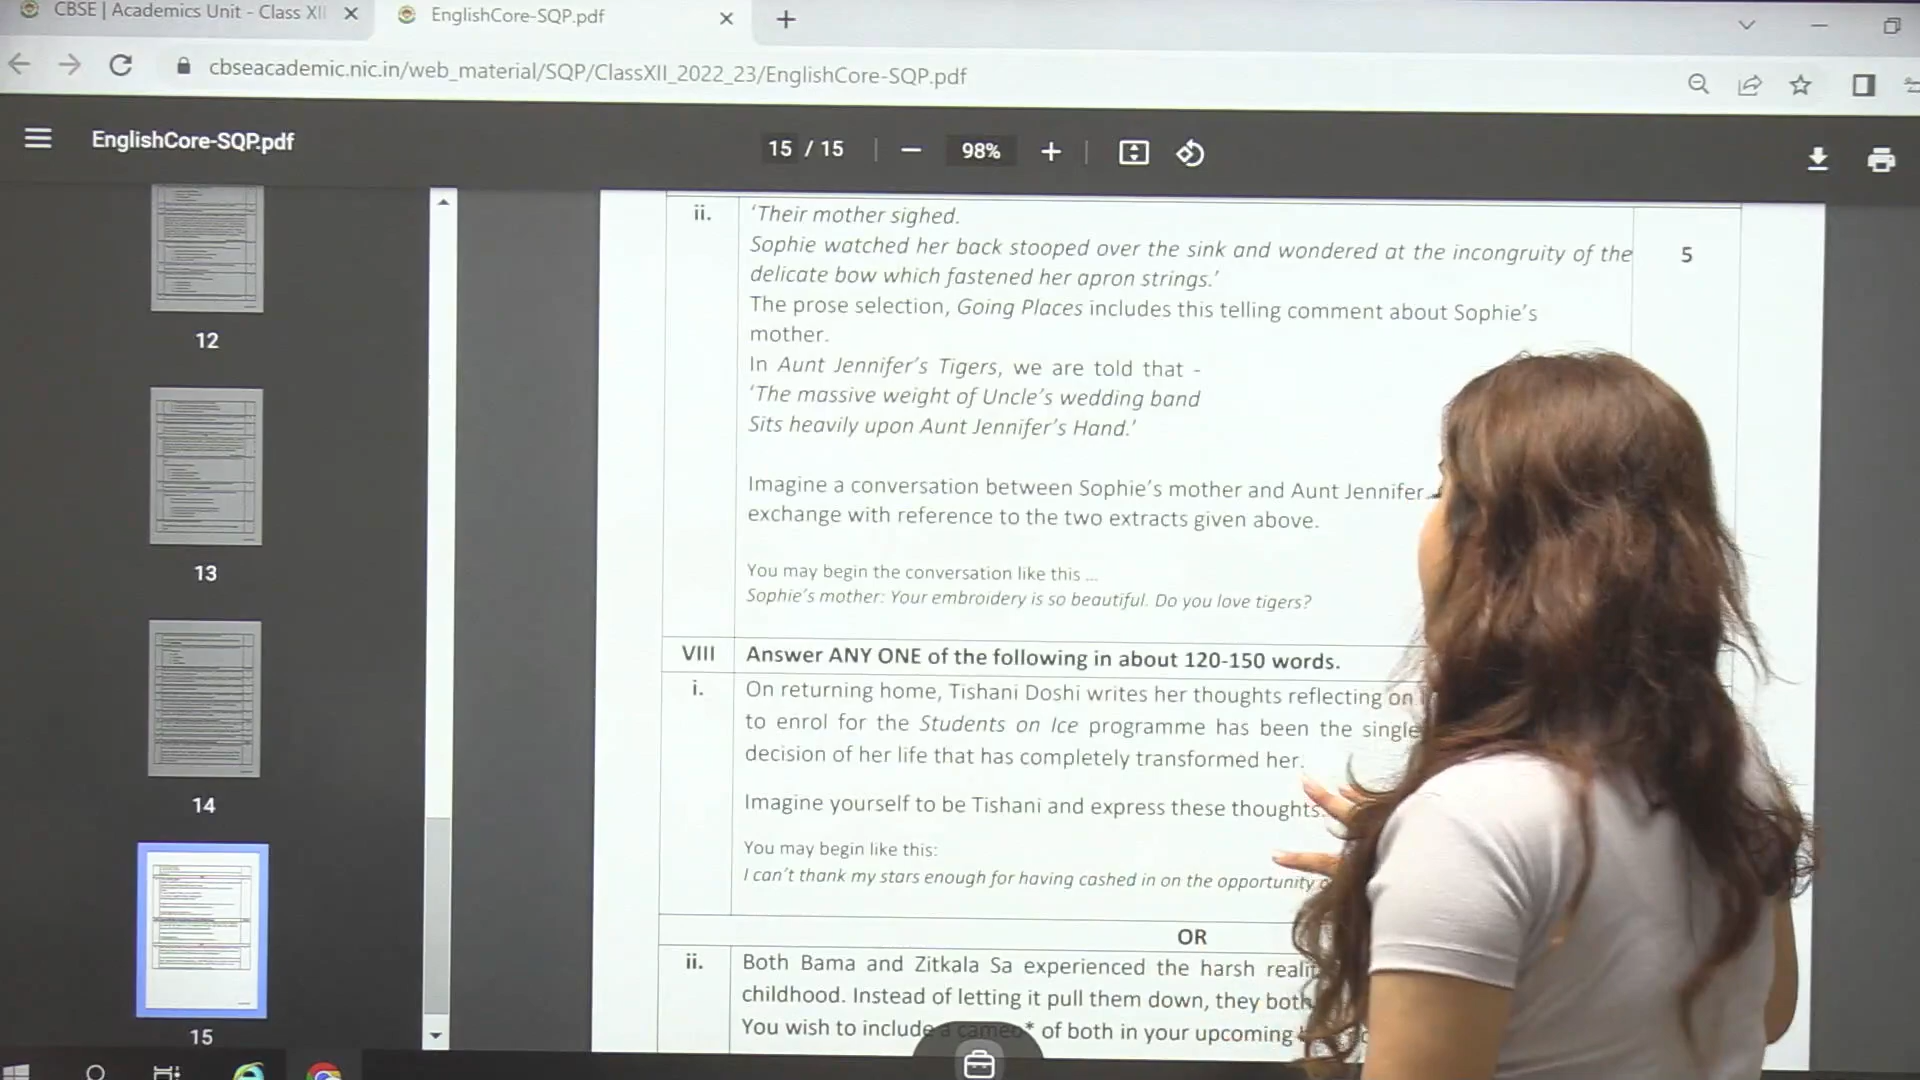 CBSE | Academics Unit - Class XII
EnglishCore-SQP.pdf
cbseacademic.nic.in/web_material/SQP/ClassXII_2022_23/EnglishCore-SQP.pdf
EnglishCore-SQP.pdf
15 / 15
98%
12
13
14
15
ii.
‘Their mother sighed.
Sophie watched her back stooped over the sink and wondered at the incongruity of the
delicate bow which fastened her apron strings.’
5
The prose selection, Going Places includes this telling comment about Sophie’s
mother.
In Aunt Jennifer’s Tigers, we are told that -
‘The massive weight of Uncle’s wedding band
Sits heavily upon Aunt Jennifer’s Hand.’
Imagine a conversation between Sophie’s mother and Aunt Jennifer
exchange with reference to the two extracts given above.
You may begin the conversation like this ...
Sophie’s mother: Your embroidery is so beautiful. Do you love tigers?
VIII Answer ANY ONE of the following in about 120-150 words.
i. On returning home, Tishani Doshi writes her thoughts reflecting on
to enrol for the Students on Ice programme has been the single
decision of her life that has completely transformed her.
Imagine yourself to be Tishani and express these thoughts.
You may begin like this:
I can’t thank my stars enough for having cashed in on the opportunity
OR
ii. Both Bama and Zitkala Sa experienced the harsh
childhood. Instead of letting it pull them down, they both
You wish to include a cameo* of both in your upcoming